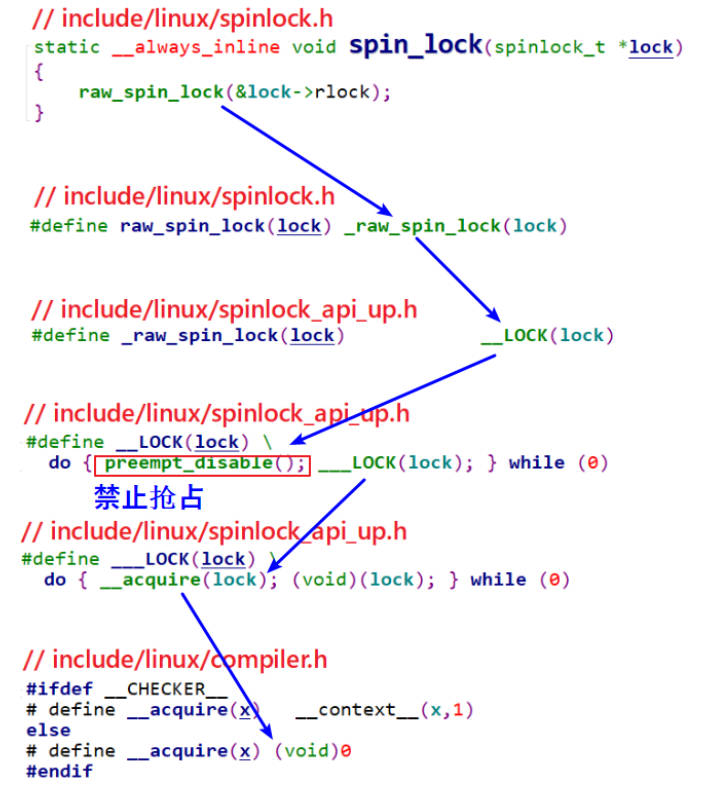 // include/linux/spinlock.h
static __always_inline void spin_lock(spinlock_t *lock)
{
    raw_spin_lock(&lock->rlock);
}
// include/linux/spinlock.h
#define raw_spin_lock(lock) _raw_spin_lock(lock)
// include/linux/spinlock_api_up.h
#define _raw_spin_lock(lock)            __LOCK(lock)
// include/linux/spinlock_api_up.h
#define __LOCK(lock) \
  do { preempt_disable(); ___LOCK(lock); } while (0)
禁止抢占
// include/linux/spinlock_api_up.h
#define ___LOCK(lock) \
  do { __acquire(lock); (void)(lock); } while (0)
// include/linux/compiler.h
#ifdef __CHECKER__
# define __acquire(x)   __context__(x,1)
else
# define __acquire(x) (void)0
#endif